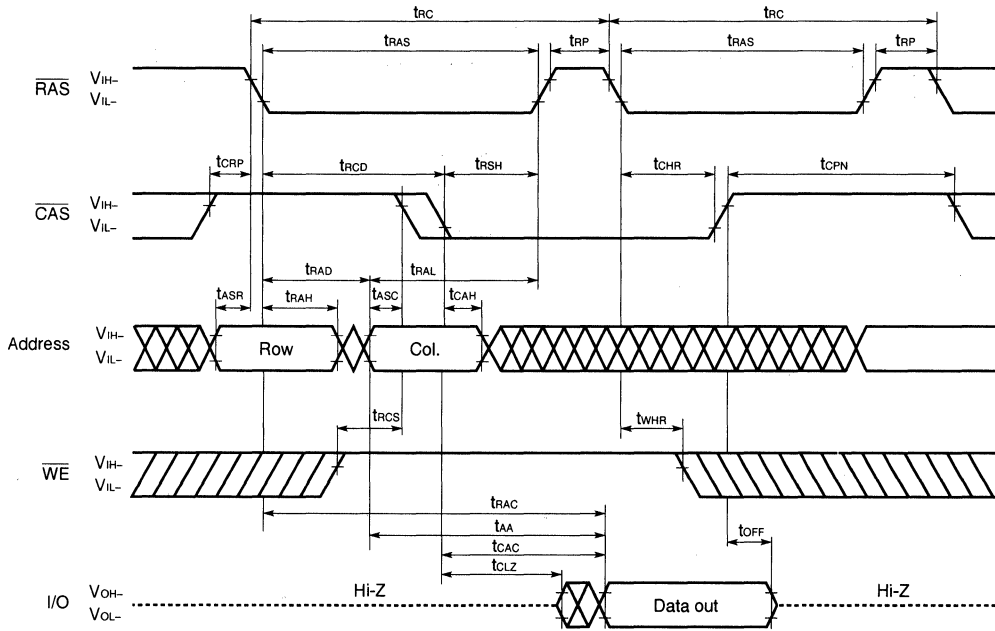 tRC tRC
tRAS tRP tRAS tRP
RAS VIH– VIL–
tCRP tRCD tRSH tCHR tCPN
CAS VIH– VIL–
tRAD tRAL
tASR tRAH tASC tCAH
Address VIH– VIL– Row Col.
tRCS tWHR
WE VIH– VIL–
tRAC
tAA
tOFF
tCAC
tCLZ
I/O VOH– VOL– Hi-Z Data out Hi-Z